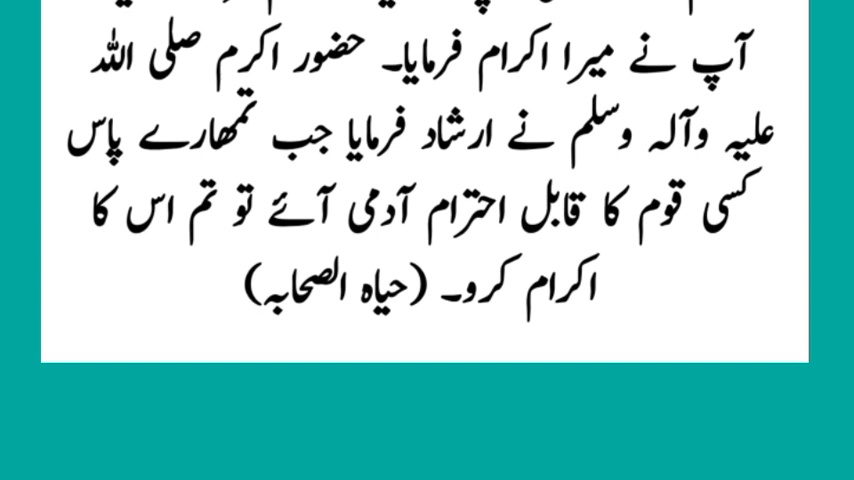 آپ نے میرا اکرام فرمایا۔ حضور اکرم صلی اللہ
علیہ وآلہ وسلم نے ارشاد فرمایا جب تمھارے پاس
کسی قوم کا قابل احترام آدمی آئے تو تم اس کا
اکرام کرو۔ (حیاہ الصحابہ)